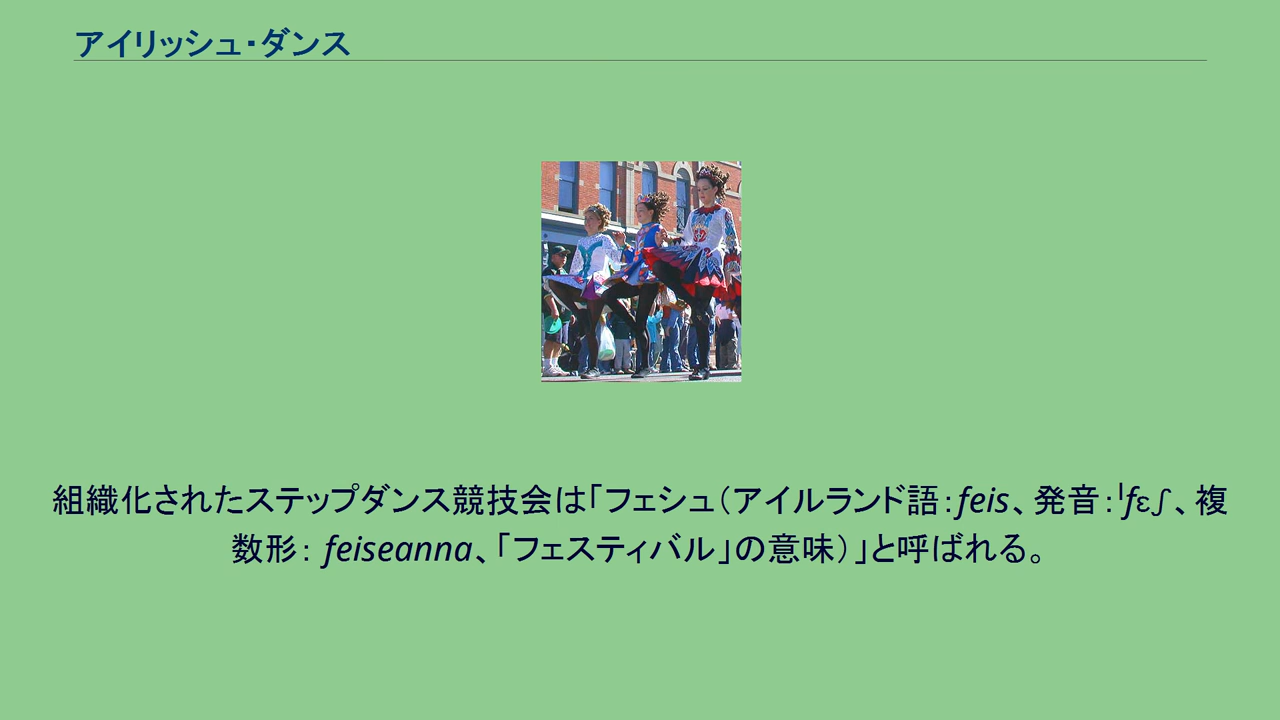 アイリッシュ・ダンス
組織化されたステップダンス競技会は「フェシュ（アイルランド語：feis、発音：ˈfɛʃ、複
数形： feiseanna、「フェスティバル」の意味）」と呼ばれる。